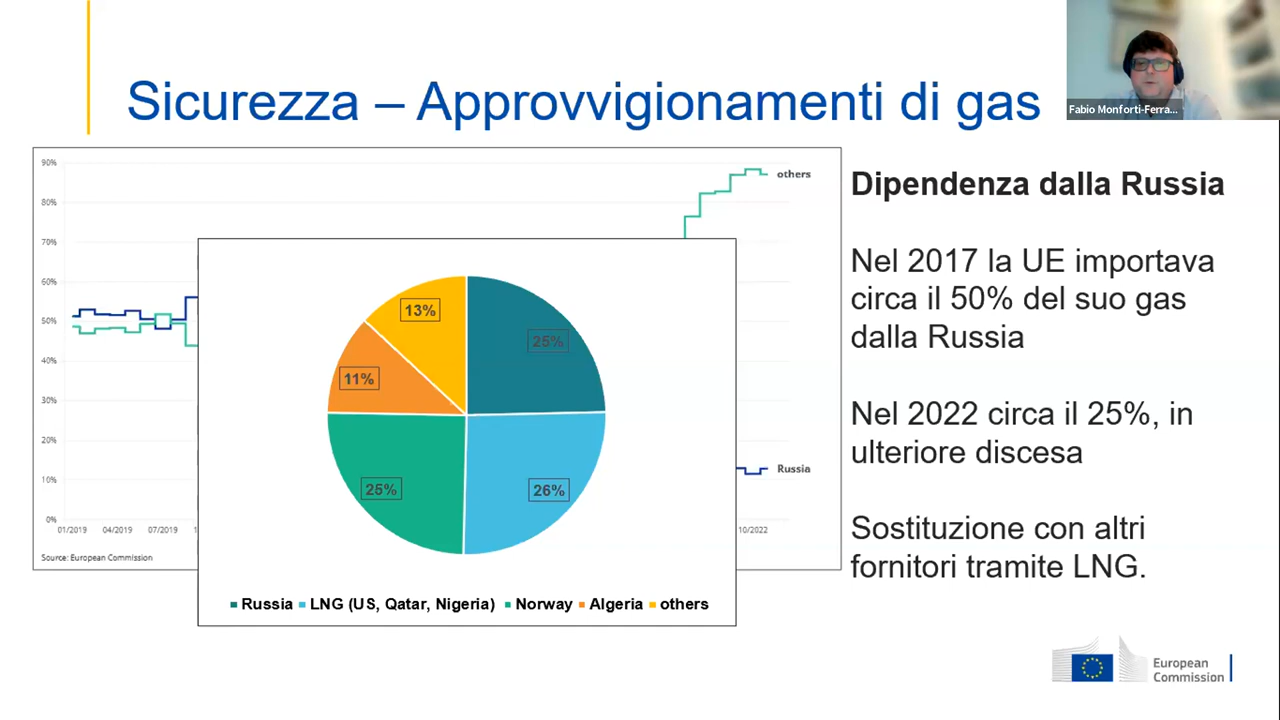 Sicurezza – Approvvigionamenti di gas
Fabio Monforti-Ferra...
90%
80%
70%
60%
50%
40%
30%
20%
10%
0%
01/2019 04/2019 07/2019
10/2022
others
Russia
Source: European Commission
13%
25%
11%
25%
26%
Russia LNG (US, Qatar, Nigeria) Norway Algeria others
Dipendenza dalla Russia
Nel 2017 la UE importava
circa il 50% del suo gas
dalla Russia
Nel 2022 circa il 25%, in
ulteriore discesa
Sostituzione con altri
fornitori tramite LNG.
European
Commission